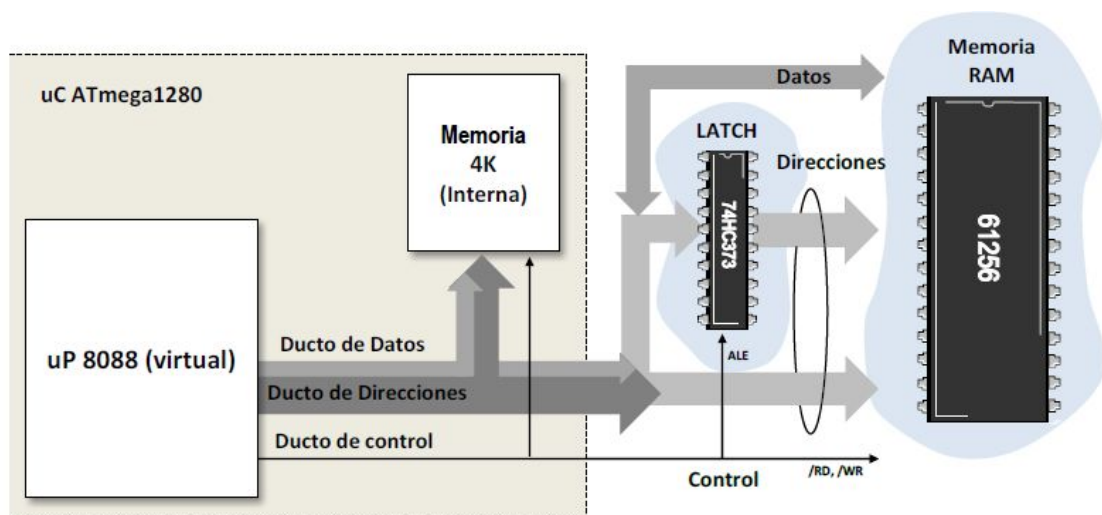 uC ATmega1280
Memoria
4K
(Interna)
uP 8088 (virtual)
Ducto de Datos
Ducto de Direcciones
Ducto de control
Datos
LATCH
74HC373
Direcciones
ALE
Control
/RD, /WR
Memoria
RAM
61256